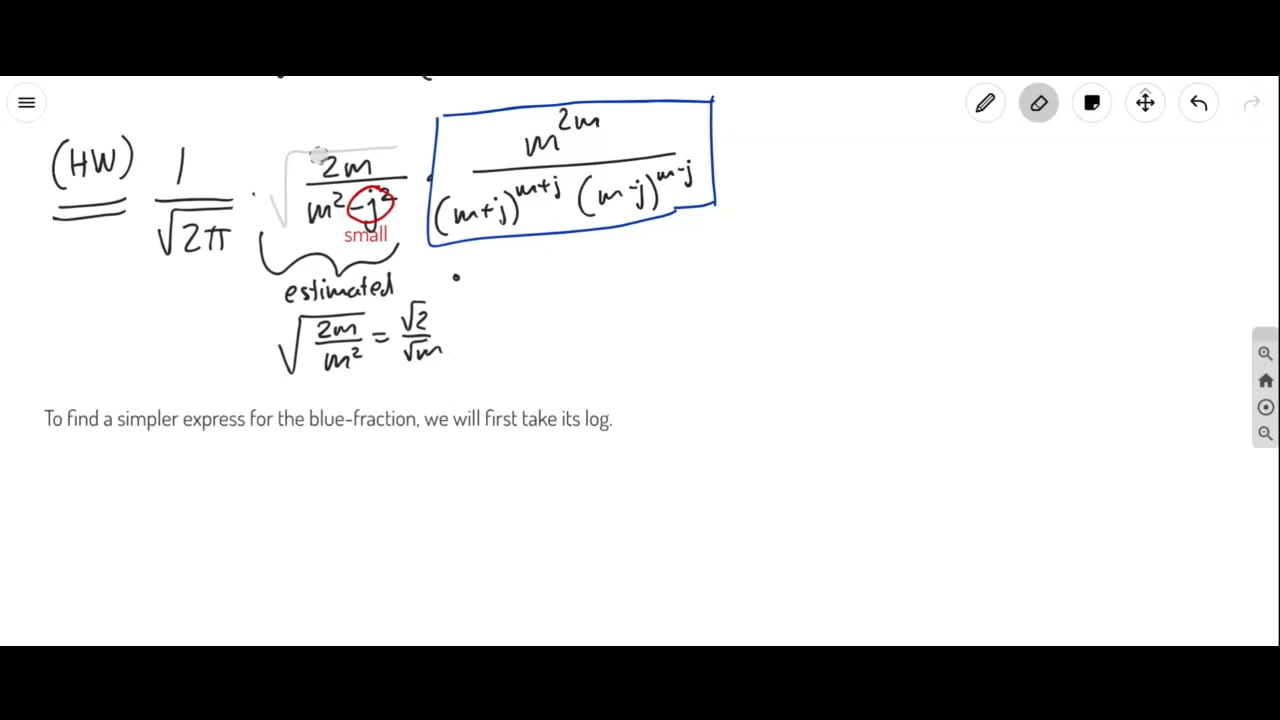 (HW) 1/√2π · √(2m/(m² - j²)) · m^2m/((m+j)^m+j (m-j)^m-j)
small
estimated
√(2m/m²) = √2/√m
To find a simpler express for the blue-fraction, we will first take its log.